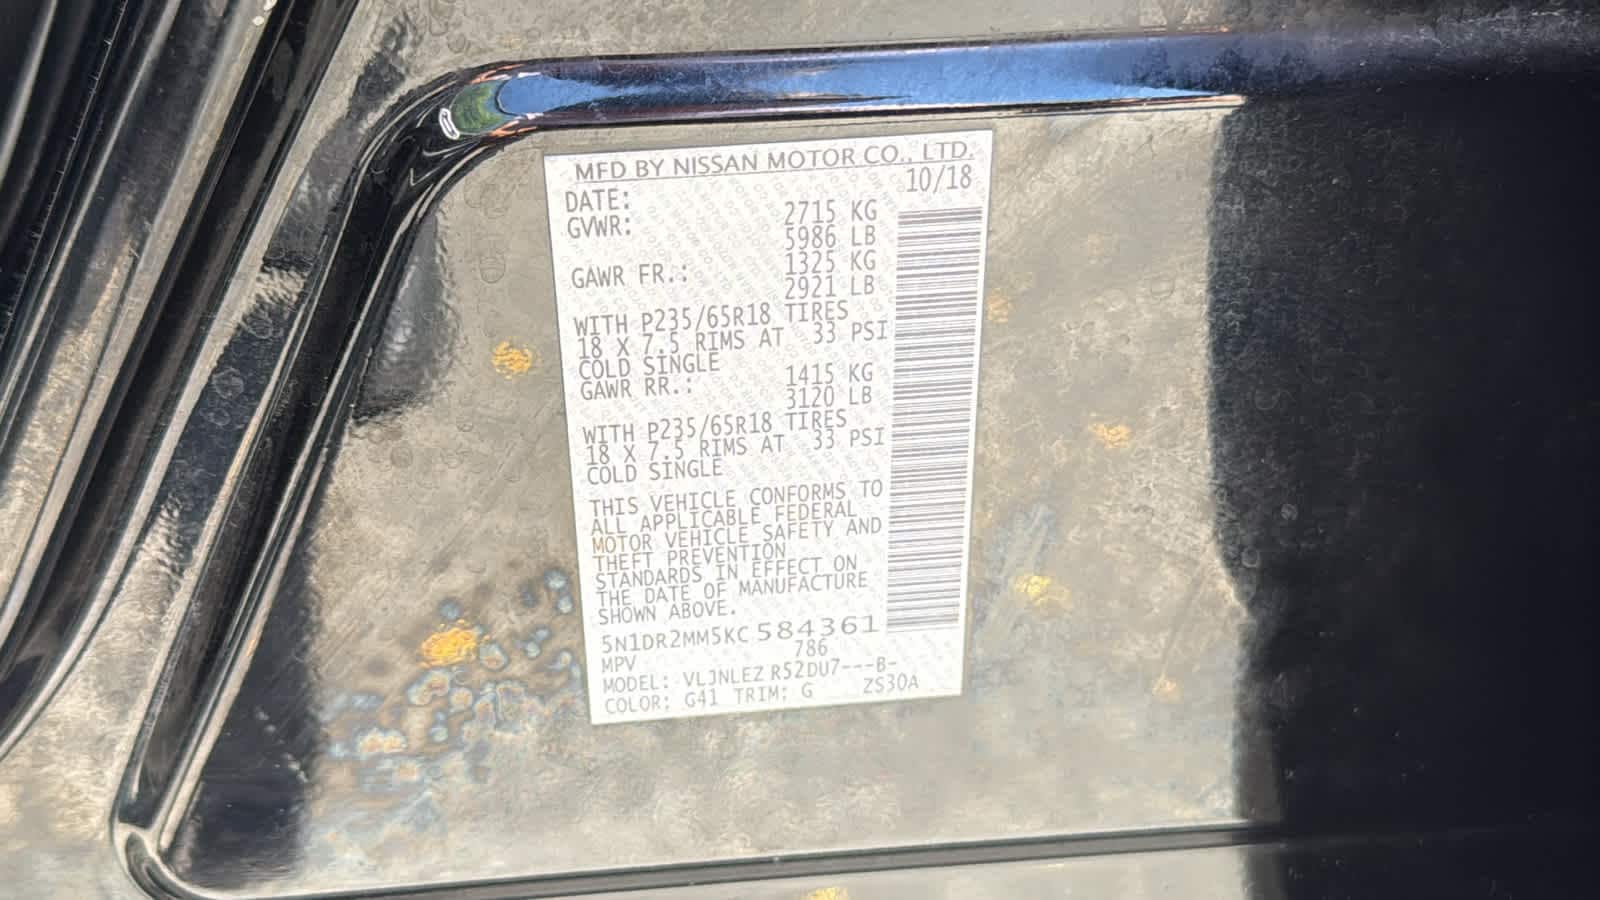 MFD BY NISSAN MOTOR CO., LTD.
DATE: 10/18
GVWR: 2715 KG
5986 LB
GAWR FR.: 1325 KG
2921 LB
WITH P235/65R18 TIRES
18 X 7.5 RIMS AT 33 PSI
COLD SINGLE
GAWR RR.: 1415 KG
3120 LB
WITH P235/65R18 TIRES
18 X 7.5 RIMS AT 33 PSI
COLD SINGLE
THIS VEHICLE CONFORMS TO
ALL APPLICABLE FEDERAL
MOTOR VEHICLE SAFETY AND
THEFT PREVENTION
STANDARDS IN EFFECT ON
THE DATE OF MANUFACTURE
SHOWN ABOVE.
5N1DR2MM5KC584361
MPV 786
MODEL: VLJNLEZ R52DU7---B-
COLOR: G41 TRIM: G ZS30A